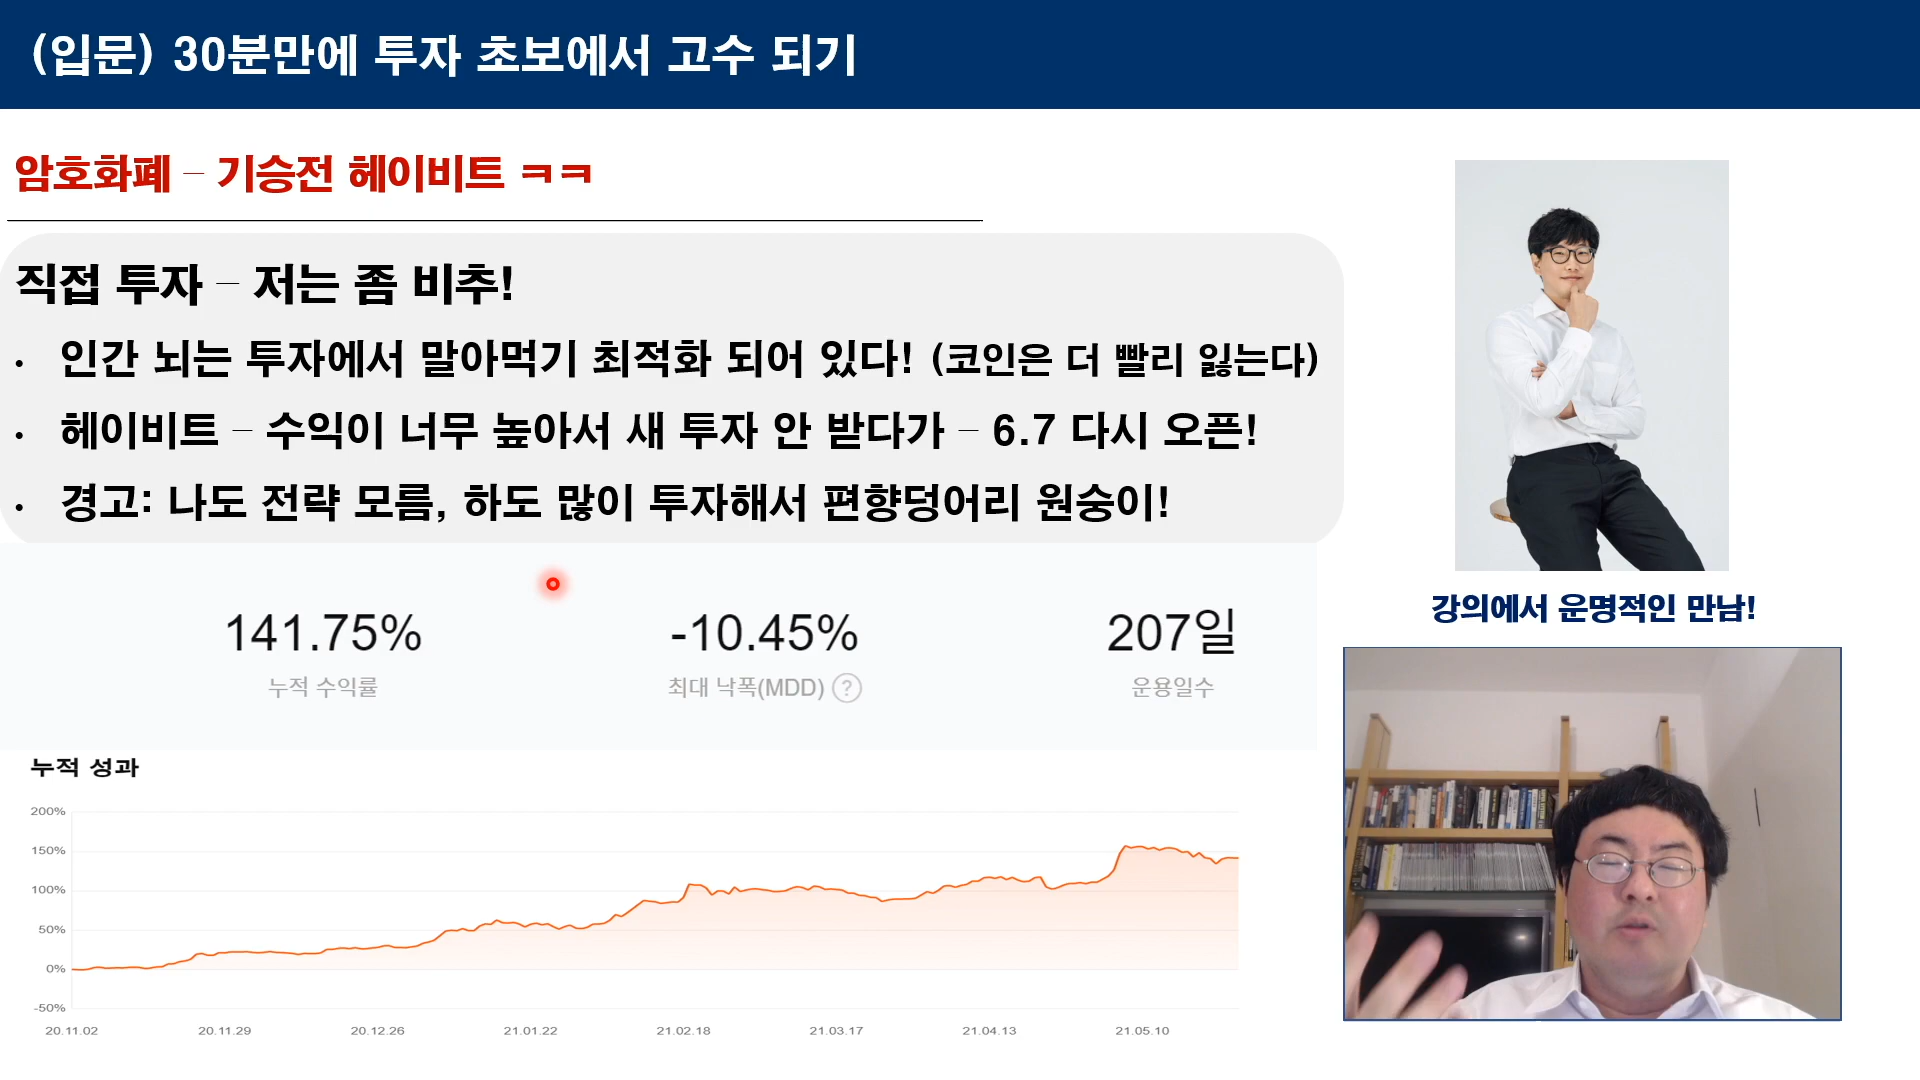 (입문) 30분만에 투자 초보에서 고수 되기
암호화폐 – 기승전 헤이비트 ㅋㅋ
직접 투자 – 저는 좀 비추!
• 인간 뇌는 투자에서 말아먹기 최적화 되어 있다! (코인은 더 빨리 잃는다)
• 헤이비트 – 수익이 너무 높아서 새 투자 안 받다가 – 6.7 다시 오픈!
• 경고: 나도 전략 모름, 하도 많이 투자해서 편향덩어리 원숭이!
141.75% -10.45% 207일
누적 수익률 최대 낙폭(MDD) ? 운용일수
강의에서 운명적인 만남!
누적 성과
200%
150%
100%
50%
0%
-50%
20.11.02 20.11.29 20.12.26 21.01.22 21.02.18 21.03.17 21.04.13 21.05.10